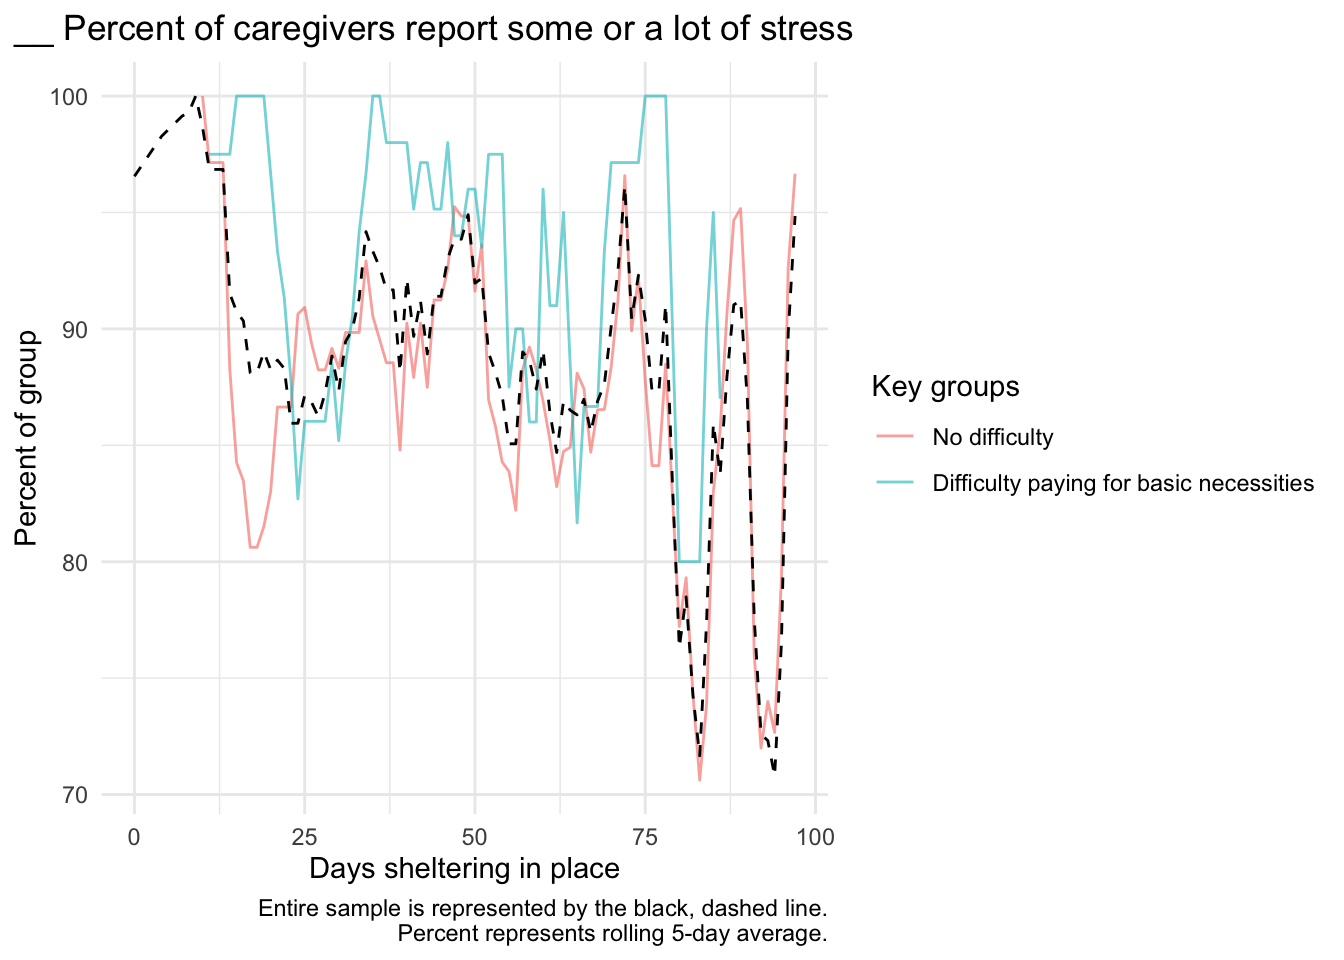 __ Percent of caregivers report some or a lot of stress
100
90
80
70
Percent of group
0 25 50 75 100
Days sheltering in place
Key groups
No difficulty
Difficulty paying for basic necessities
Entire sample is represented by the black, dashed line.
Percent represents rolling 5-day average.